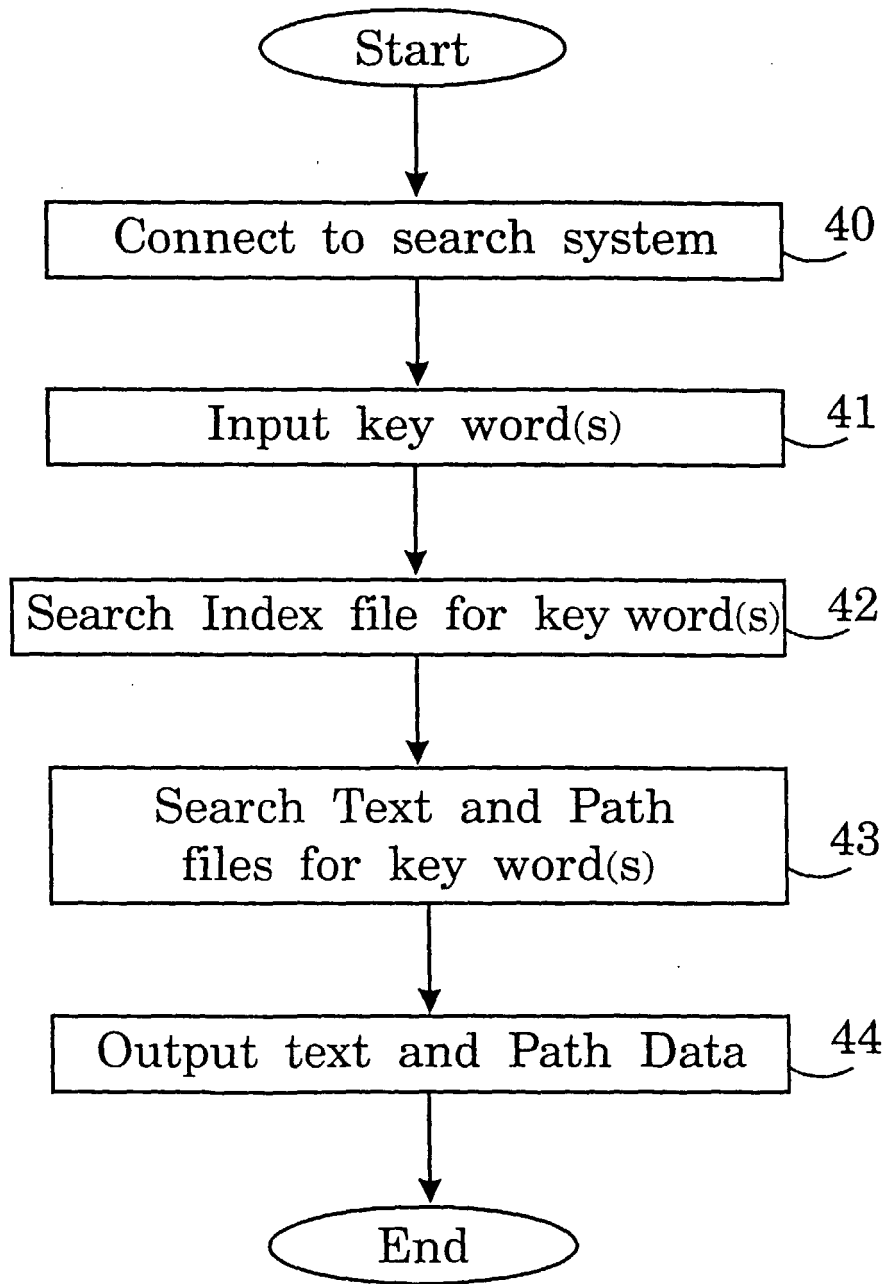 Start
Connect to search system
40
Input key word(s)
41
Search Index file for key word(s)
42
Search Text and Path
files for key word(s)
43
Output text and Path Data
44
End